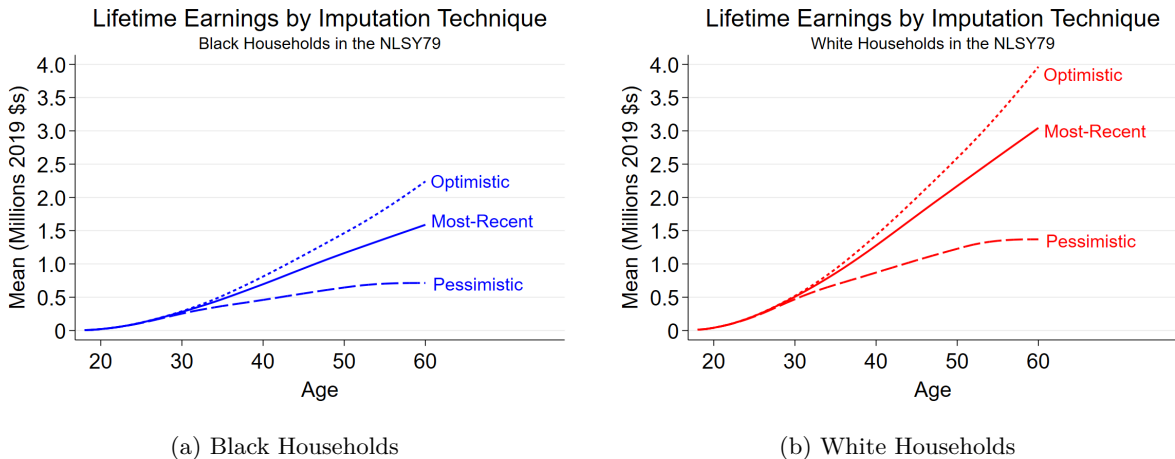 Lifetime Earnings by Imputation Technique
Black Households in the NLSY79
Mean (Millions 2019 $s)
4.0
3.5
3.0
2.5
2.0
1.5
1.0
0.5
0
Optimistic
Most-Recent
Pessimistic
20 30 40 50 60
Age
(a) Black Households
Lifetime Earnings by Imputation Technique
White Households in the NLSY79
Mean (Millions 2019 $s)
4.0
3.5
3.0
2.5
2.0
1.5
1.0
0.5
0
Optimistic
Most-Recent
Pessimistic
20 30 40 50 60
Age
(b) White Households